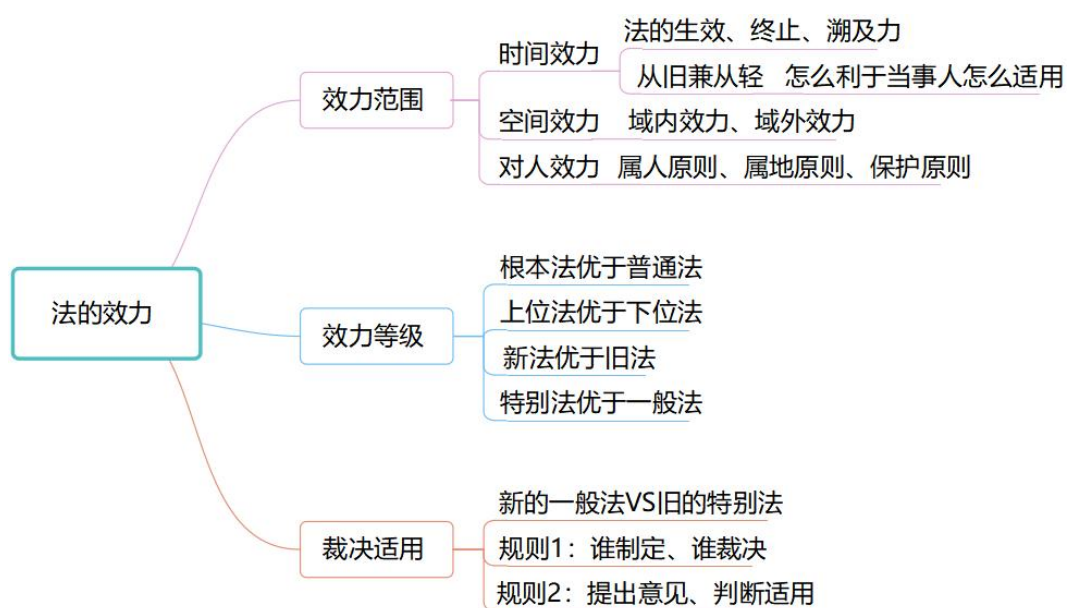 法的效力
效力范围
时间效力
法的生效、终止、溯及力
从旧兼从轻 怎么利于当事人怎么适用
空间效力
域内效力、域外效力
对人效力
属人原则、属地原则、保护原则
效力等级
根本法优于普通法
上位法优于下位法
新法优于旧法
特别法优于一般法
裁决适用
新的一般法VS旧的特别法
规则1：谁制定、谁裁决
规则2：提出意见、判断适用